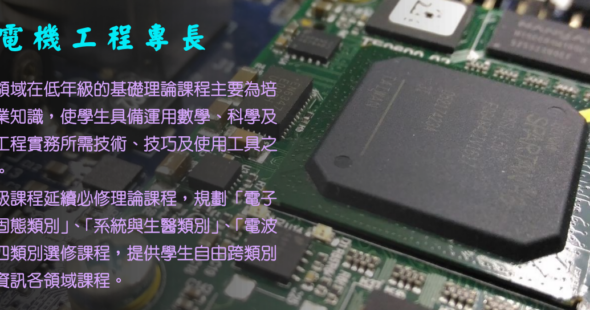 電機工程專長
領域在低年級的基礎理論課程主要為培
業知識，使學生具備運用數學、科學及
工程實務所需技術、技巧及使用工具之
。
級課程延續必修理論課程，規劃「電子
固態類別」、「系統與生醫類別」、「電波
四類別選修課程，提供學生自由跨類別
資訊各領域課程。
SPARTAN